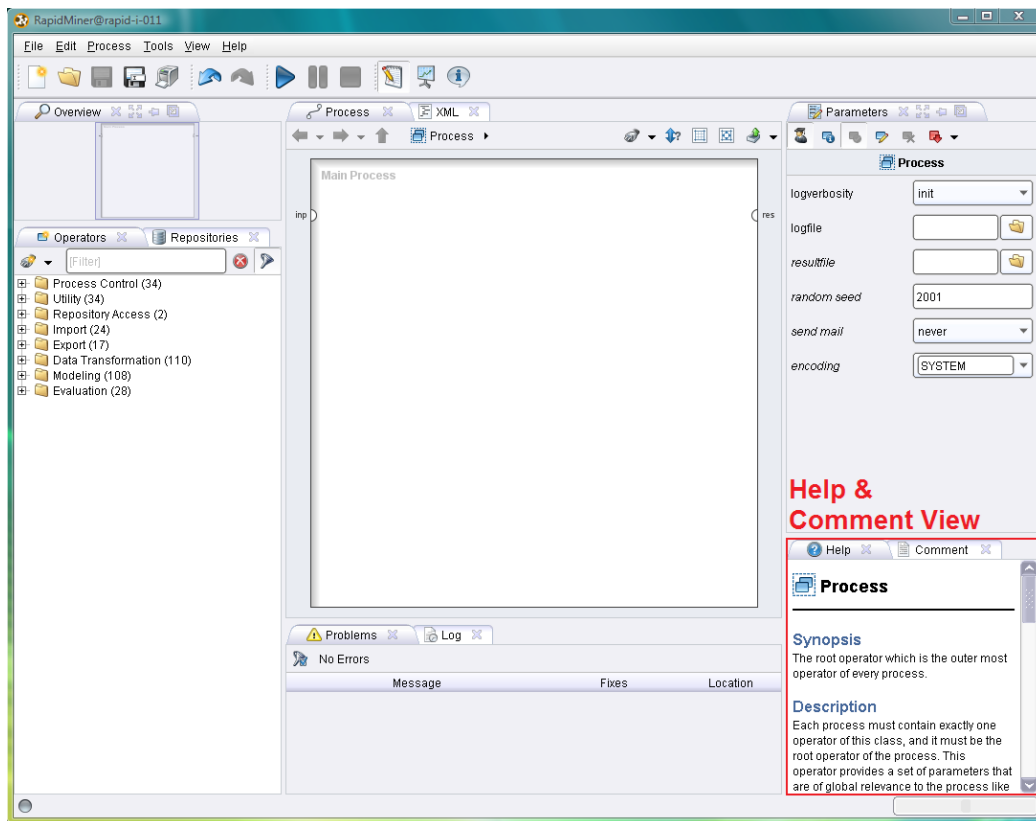 RapidMiner@rapid-i-011
File Edit Process Tools View Help
Overview
Process
XML
Parameters
Process
Process
Main Process
inp
res
logverbosity
init
logfile
resultfile
random seed
2001
send mail
never
encoding
SYSTEM
Operators
Repositories
[Filter]
Process Control (34)
Utility (34)
Repository Access (2)
Import (24)
Export (17)
Data Transformation (110)
Modeling (108)
Evaluation (28)
Problems
Log
No Errors
Message Fixes Location
Help &
Comment View
Help
Comment
Process
Synopsis
The root operator which is the outer most
operator of every process.
Description
Each process must contain exactly one
operator of this class, and it must be the
root operator of the process. This
operator provides a set of parameters that
are of global relevance to the process like